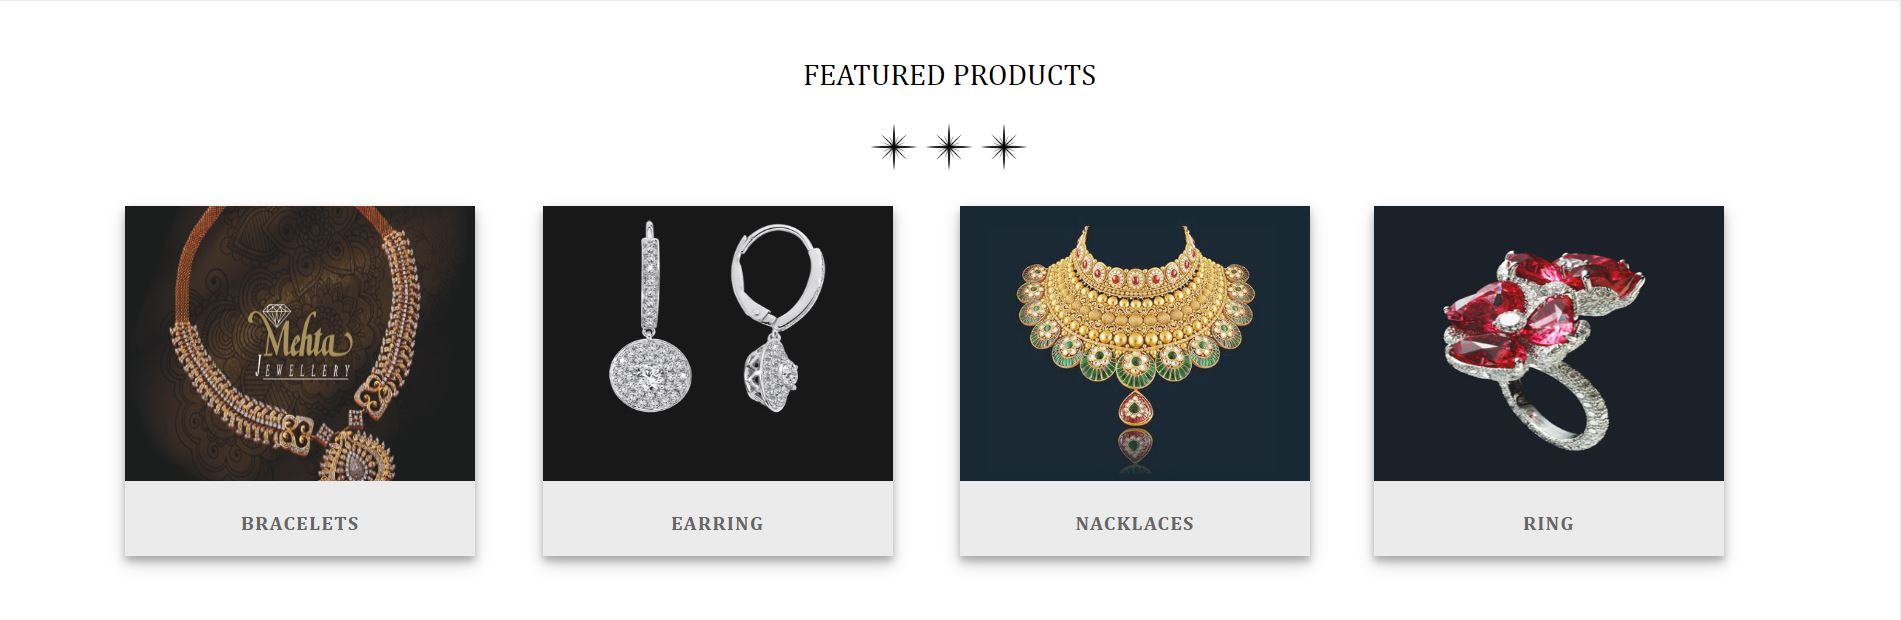 FEATURED PRODUCTS
Mehta
JEWELLERY
BRACELETS
EARRING
NACKLACES
RING